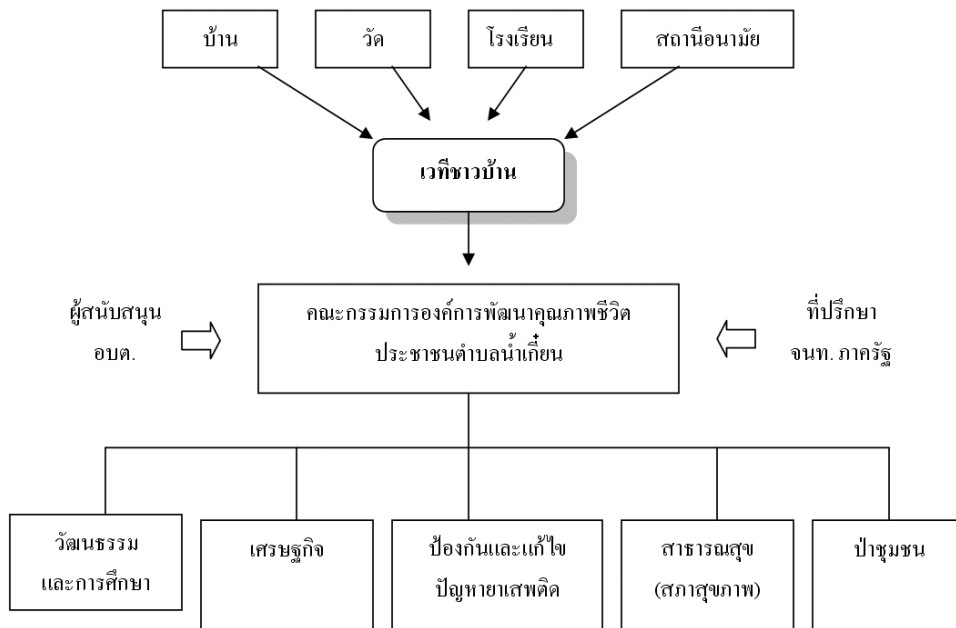 บ้าน
วัด
โรงเรียน
สถานีอนามัย
เวทีชาวบ้าน
ผู้สนับสนุน
อบต.
คณะกรรมการองค์การพัฒนาคุณภาพชีวิต
ประชาชนตำบลน้ำเกี๋ยน
ที่ปรึกษา
จนท. ภาครัฐ
วัฒนธรรม
และการศึกษา
เศรษฐกิจ
ป้องกันและแก้ไข
ปัญหายาเสพติด
สาธารณสุข
(สภาสุขภาพ)
ป่าชุมชน